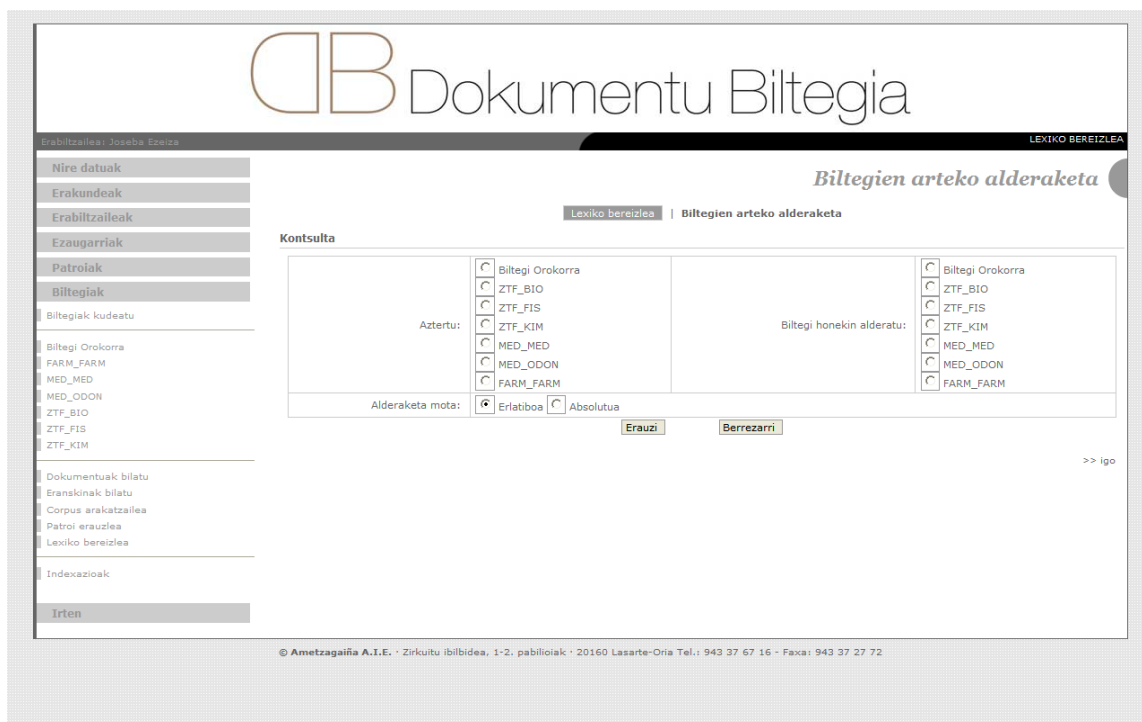 DB Dokumentu Biltegia
Erabiltzailea: Joseba Ezeiza
LEXIKO BEREIZLEA
Nire datuak
Erakundeak
Erabiltzaileak
Ezaugarriak
Patroiak
Biltegiak
Biltegiak kudeatu
Biltegi Orokorra
FARM_FARM
MED_MED
MED_ODON
ZTF_BIO
ZTF_FIS
ZTF_KIM
Dokumentuak bilatu
Eranskinak bilatu
Corpus arakatzailea
Patroi erauzlea
Lexiko bereizlea
Indexazioak
Irten
Biltegien arteko alderaketa
Lexiko bereizlea | Biltegien arteko alderaketa
Kontsulta
Aztertu:
Biltegi Orokorra
ZTF_BIO
ZTF_FIS
ZTF_KIM
MED_MED
MED_ODON
FARM_FARM
Biltegi honekin alderatu:
Biltegi Orokorra
ZTF_BIO
ZTF_FIS
ZTF_KIM
MED_MED
MED_ODON
FARM_FARM
Alderaketa mota: Erlatiboa Absolutua
Erauzi Berrezarri
>> igo
© Ametzagaiña A.I.E. · Zirkuitu ibilbidea, 1-2. pabilioiak · 20160 Lasarte-Oria Tel.: 943 37 67 16 - Faxa: 943 37 27 72